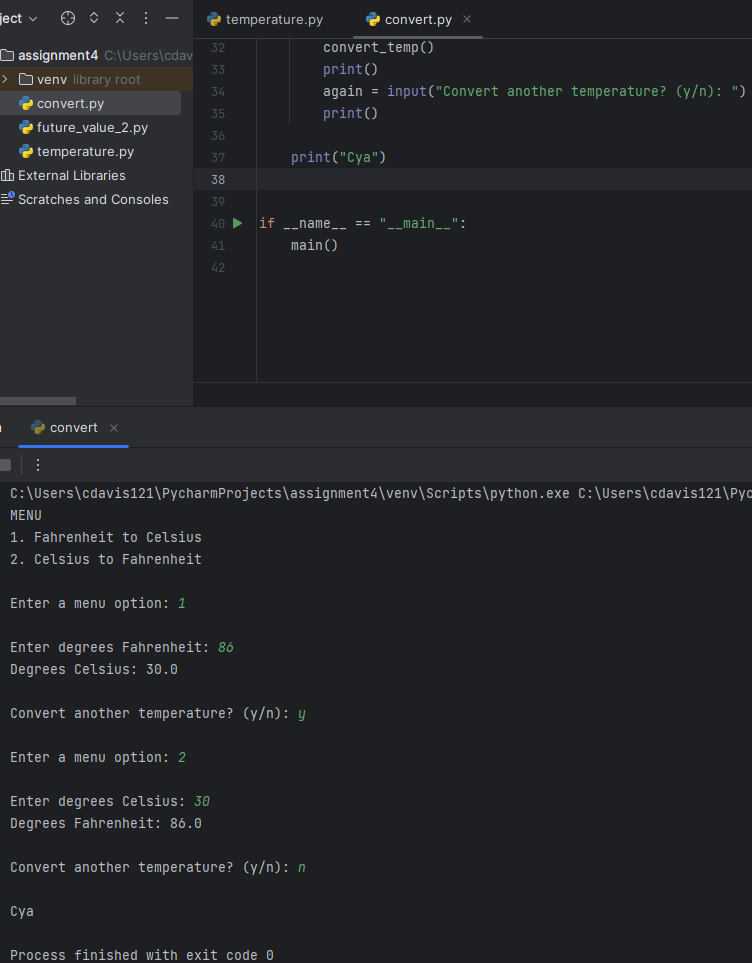 ject
assignment4 C:\Users\cdav
venv library root
convert.py
future_value_2.py
temperature.py
External Libraries
Scratches and Consoles
temperature.py convert.py
32 convert_temp()
33 print()
34 again = input("Convert another temperature? (y/n): ")
35 print()
36
37 print("Cya")
38
39
40 if __name__ == "__main__":
41 main()
42
convert
C:\Users\cdavis121\PycharmProjects\assignment4\venv\Scripts\python.exe C:\Users\cdavis121\Pyc
MENU
1. Fahrenheit to Celsius
2. Celsius to Fahrenheit
Enter a menu option: 1
Enter degrees Fahrenheit: 86
Degrees Celsius: 30.0
Convert another temperature? (y/n): y
Enter a menu option: 2
Enter degrees Celsius: 30
Degrees Fahrenheit: 86.0
Convert another temperature? (y/n): n
Cya
Process finished with exit code 0